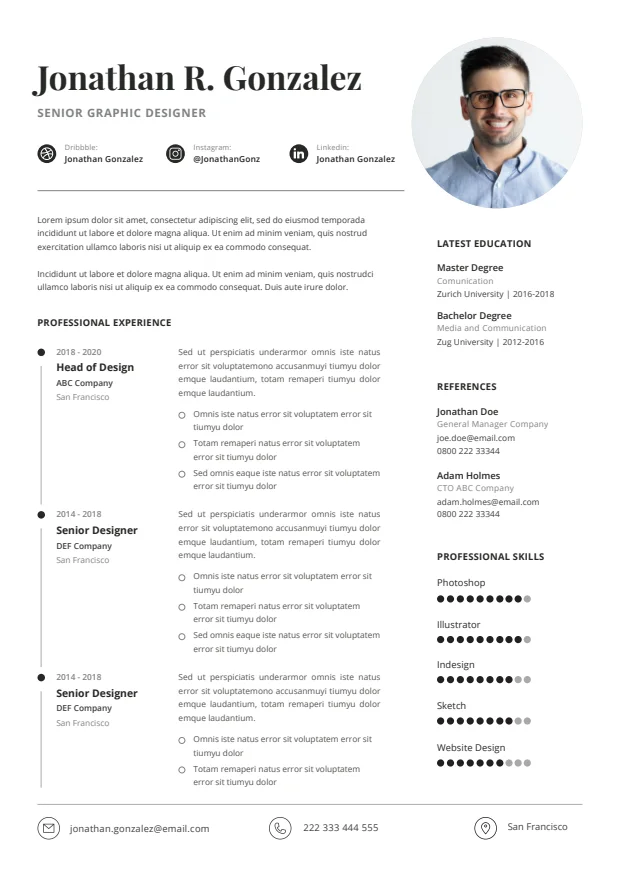 Jonathan R. Gonzalez
SENIOR GRAPHIC DESIGNER
Dribbble:
Jonathan Gonzalez
Instagram:
@JonathanGonz
Linkedin:
Jonathan Gonzalez
Lorem ipsum dolor sit amet, consectetur adipiscing elit, sed do eiusmod temporada
incididunt ut labore et dolore magna aliqua. Ut enim ad minim veniam, quis nostrud
exercitation ullamco laboris nisi ut aliquip ex ea commodo consequat.
Incididunt ut labore et dolore magna aliqua. Ut enim ad minim veniam, quis nostrudci
ullamco laboris nisi ut aliquip ex ea commodo consequat. Duis aute irure dolor.
PROFESSIONAL EXPERIENCE
2018 - 2020
Head of Design
ABC Company
San Francisco
Sed ut perspiciatis underarmor omnis iste natus
error sit voluptatemono accusanmuyi tiumyu dolor
emque laudantium, totam remaperi tiumyu dolor
emque laudantium.
Omnis iste natus error sit voluptatem error sit
tiumyu dolor
Totam remaperi natus error sit voluptatem
error sit tiumyu dolor
Sed omnis eaque iste natus error sit voluptatem
error sit tiumyu dolor
2014 - 2018
Senior Designer
DEF Company
San Francisco
Sed ut perspiciatis underarmor omnis iste natus
error sit voluptatemono accusanmuyi tiumyu dolor
emque laudantium, totam remaperi tiumyu dolor
emque laudantium.
Omnis iste natus error sit voluptatem error sit
tiumyu dolor
Totam remaperi natus error sit voluptatem
error sit tiumyu dolor
Sed omnis eaque iste natus error sit voluptatem
error sit tiumyu dolor
2014 - 2018
Senior Designer
DEF Company
San Francisco
Sed ut perspiciatis underarmor omnis iste natus
error sit voluptatemono accusanmuyi tiumyu dolor
emque laudantium, totam remaperi tiumyu dolor
emque laudantium.
Omnis iste natus error sit voluptatem error sit
tiumyu dolor
Totam remaperi natus error sit voluptatem
error sit tiumyu dolor
LATEST EDUCATION
Master Degree
Comunication
Zurich University | 2016-2018
Bachelor Degree
Media and Communication
Zug University | 2012-2016
REFERENCES
Jonathan Doe
General Manager Company
joe.doe@email.com
0800 222 33344
Adam Holmes
CTO ABC Company
adam.holmes@email.com
0800 222 33344
PROFESSIONAL SKILLS
Photoshop
Illustrator
Indesign
Sketch
Website Design
jonathan.gonzalez@email.com
222 333 444 555
San Francisco